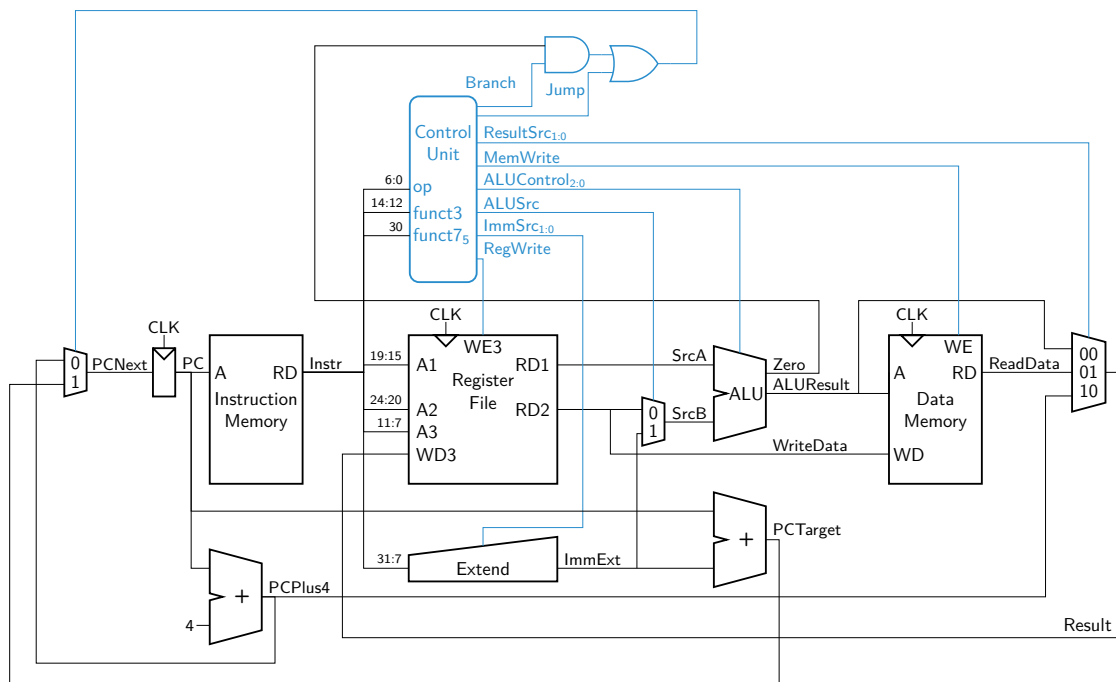 Branch
Jump
Control
Unit
ResultSrc1:0
MemWrite
ALUControl2:0
ALUSrc
ImmSrc1:0
RegWrite
6:0
op
14:12
funct3
30
funct75
CLK
CLK
CLK
0
1
PCNext
PC
A
RD
Instruction
Memory
Instr
19:15
A1
WE3
RD1
Register
File
24:20
A2
RD2
11:7
A3
WD3
SrcA
0
1
SrcB
ALU
Zero
ALUResult
WriteData
WE
A
RD
Data
Memory
WD
ReadData
00
01
10
31:7
Extend
ImmExt
+
PCTarget
+
PCPlus4
4
Result